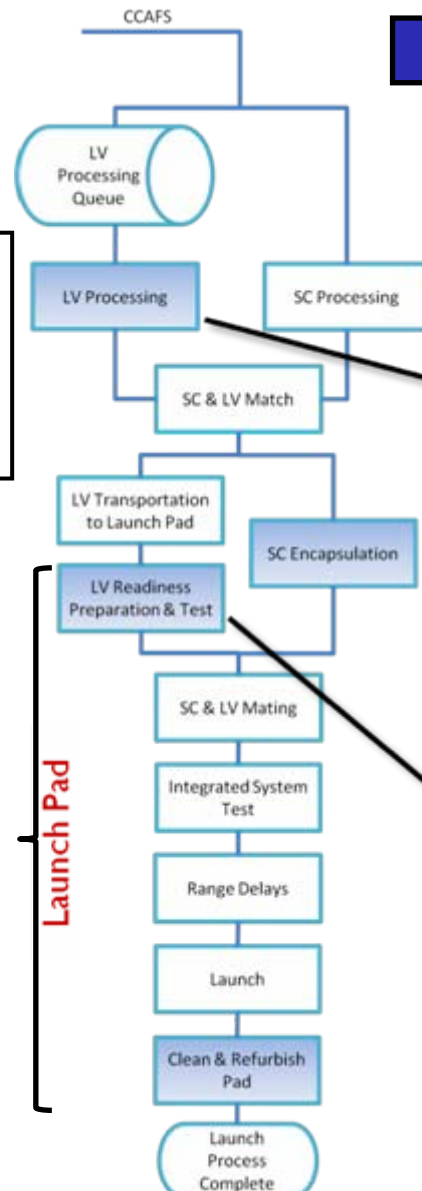 CCAFS
LV
Processing
Queue
LV Processing
SC Processing
SC & LV Match
LV Transportation
to Launch Pad
SC Encapsulation
LV Readiness
Preparation & Test
SC & LV Mating
Integrated System
Test
Range Delays
Launch
Clean & Refurbish
Pad
Launch
Process
Complete
Launch Pad